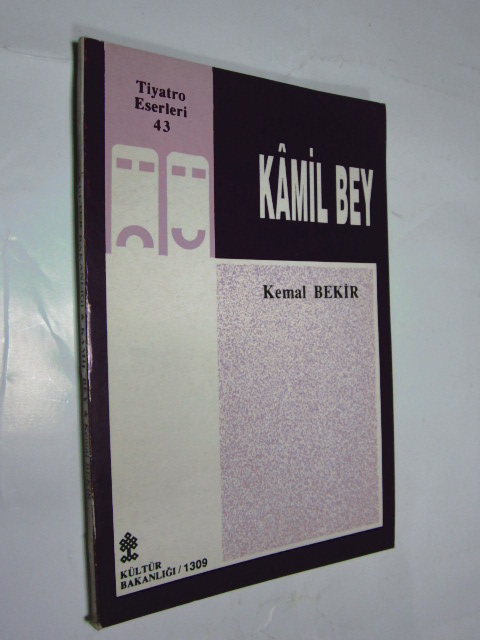 Tiyatro
Eserleri
43
KÂMİL BEY
Kemal BEKİR
KÜLTÜR
BAKANLIĞI/1309